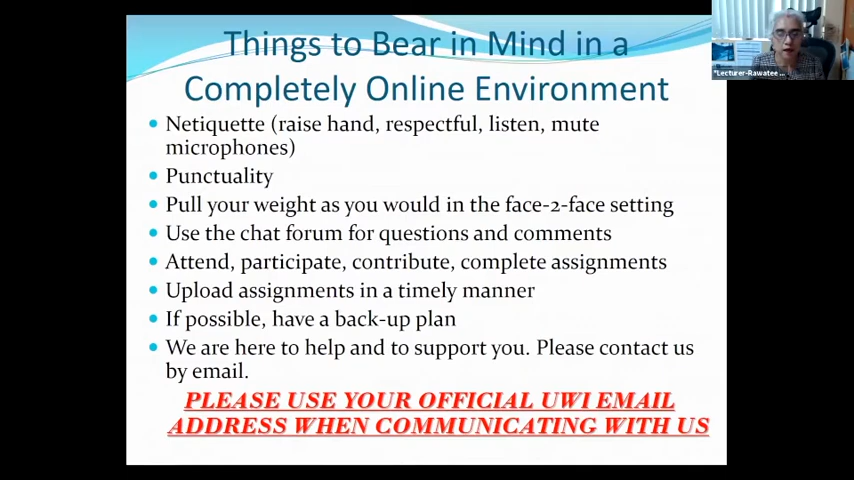 Things to Bear in Mind in a
Completely Online Environment
• Netiquette (raise hand, respectful, listen, mute
microphones)
• Punctuality
• Pull your weight as you would in the face-2-face setting
• Use the chat forum for questions and comments
• Attend, participate, contribute, complete assignments
• Upload assignments in a timely manner
• If possible, have a back-up plan
• We are here to help and to support you. Please contact us
by email.
PLEASE USE YOUR OFFICIAL UWI EMAIL
ADDRESS WHEN COMMUNICATING WITH US
*Lecturer-Rawatee ...